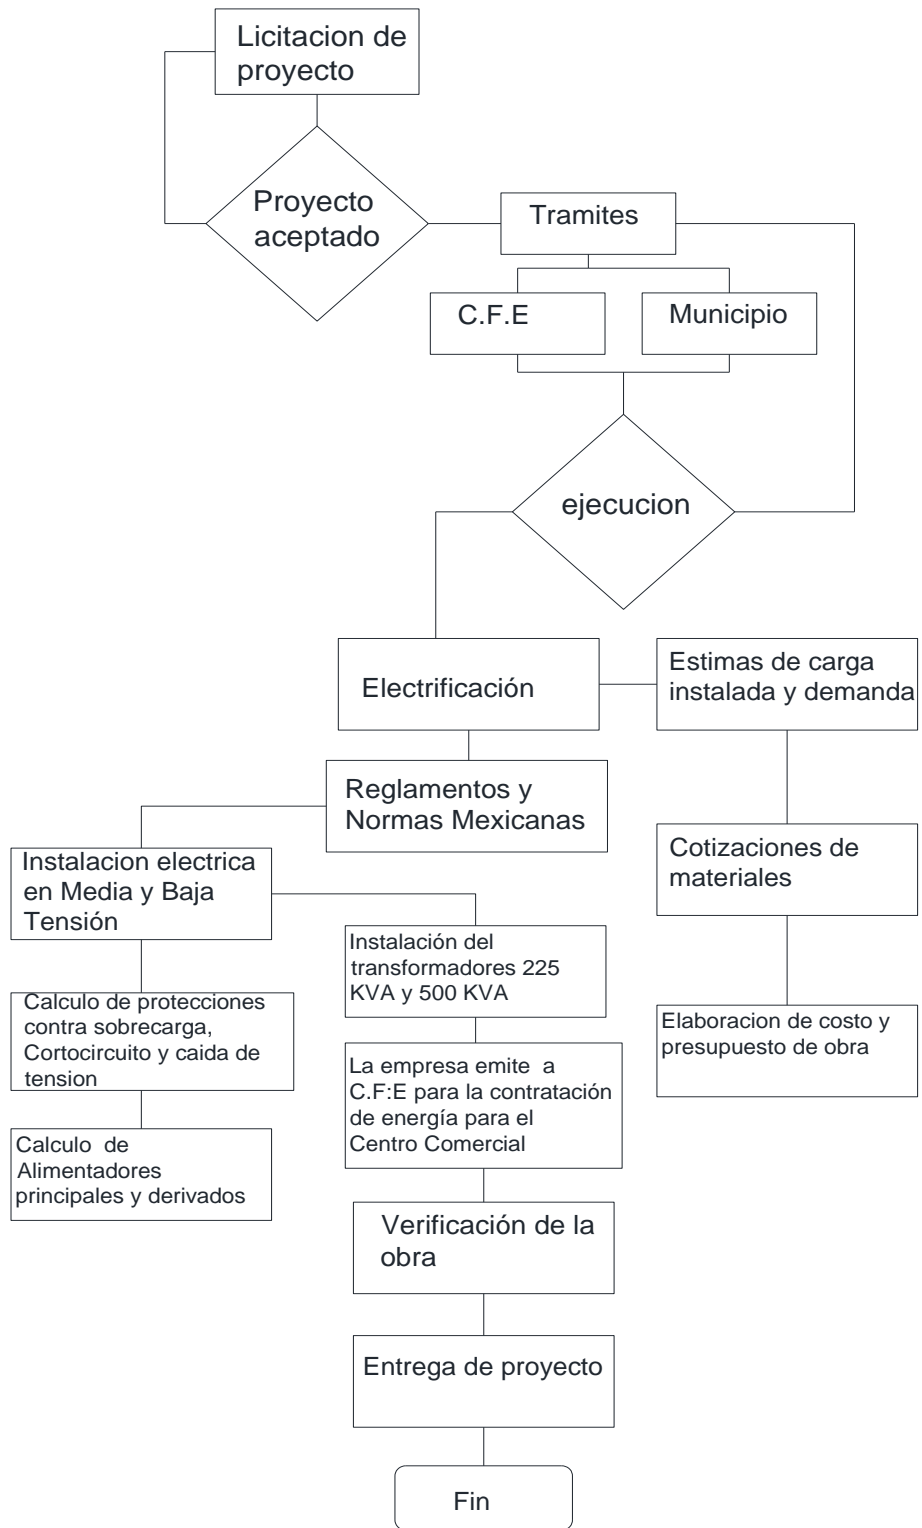 Licitacion de
proyecto
Proyecto
aceptado
Tramites
C.F.E
Municipio
ejecucion
Electrificación
Estimas de carga
instalada y demanda
Reglamentos y
Normas Mexicanas
Cotizaciones de
materiales
Instalacion electrica
en Media y Baja
Tensión
Instalación del
transformadores 225
KVA y 500 KVA
Calculo de protecciones
contra sobrecarga,
Cortocircuito y caida de
tension
Elaboracion de costo y
presupuesto de obra
La empresa emite a
C.F:E para la contratación
de energía para el
Centro Comercial
Calculo de
Alimentadores
principales y derivados
Verificación de la
obra
Entrega de proyecto
Fin